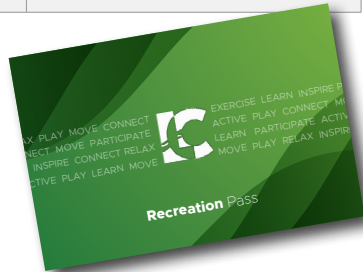 AX PLAY MOVE CONNECT
NECT MOVE PARTICIPATE
INSPIRE CONNECT RELAX
CTIVE PLAY LEARN MOVE
EXERCISE LEARN INSPIRE P
ACTIVE PLAY CONNECT M
LEARN PARTICIPATE ACTIV
MOVE PLAY RELAX INSPIR
Recreation Pass